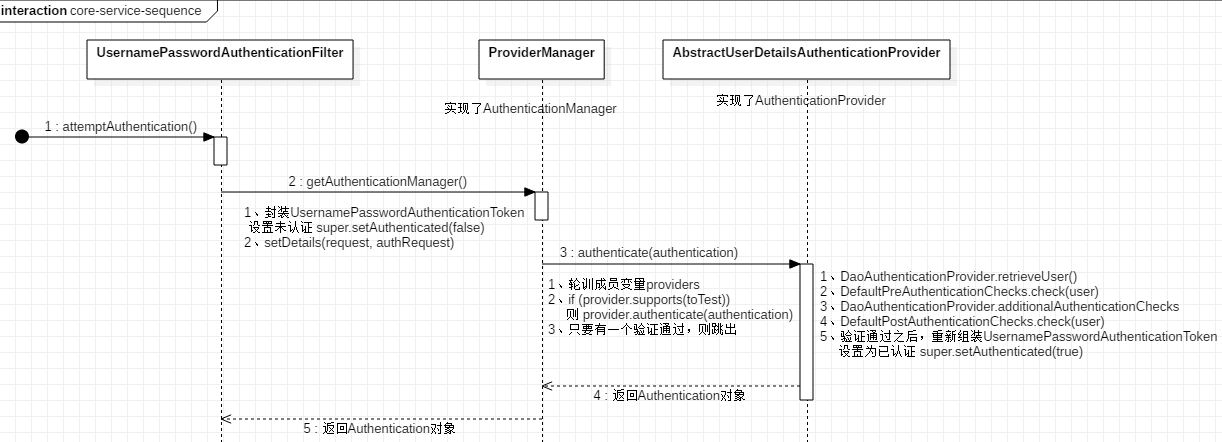 interaction core-service-sequence
UsernamePasswordAuthenticationFilter
ProviderManager
AbstractUserDetailsAuthenticationProvider
实现了AuthenticationManager
实现了AuthenticationProvider
1 : attemptAuthentication()
2 : getAuthenticationManager()
1、封装UsernamePasswordAuthenticationToken
设置未认证 super.setAuthenticated(false)
2、setDetails(request, authRequest)
3 : authenticate(authentication)
1、轮训成员变量providers
2、if (provider.supports(toTest))
则 provider.authenticate(authentication)
3、只要有一个验证通过，则跳出
1、DaoAuthenticationProvider.retrieveUser()
2、DefaultPreAuthenticationChecks.check(user)
3、DaoAuthenticationProvider.additionalAuthenticationChecks
4、DefaultPostAuthenticationChecks.check(user)
5、验证通过之后，重新组装UsernamePasswordAuthenticationToken
设置为已认证 super.setAuthenticated(true)
4 : 返回Authentication对象
5 : 返回Authentication对象